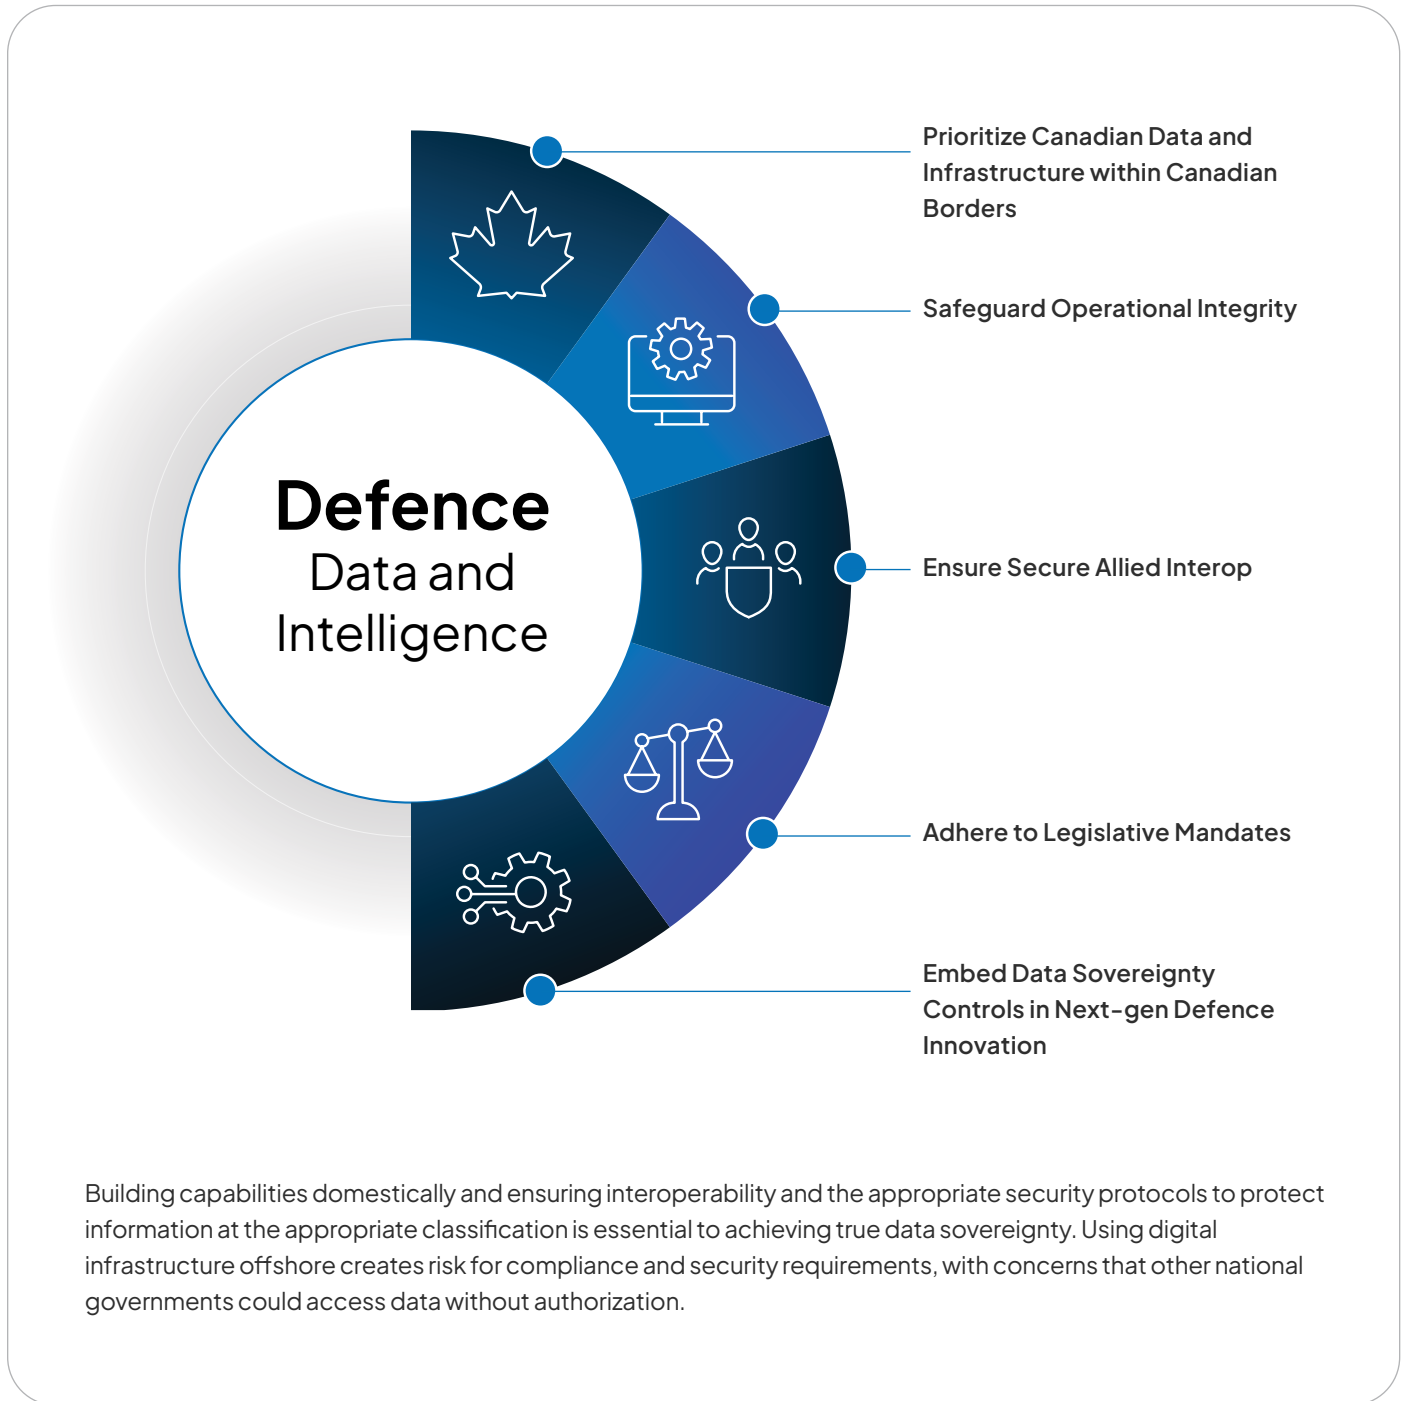 Defence
Data and
Intelligence
Prioritize Canadian Data and
Infrastructure within Canadian
Borders
Safeguard Operational Integrity
Ensure Secure Allied Interop
Adhere to Legislative Mandates
Embed Data Sovereignty
Controls in Next-gen Defence
Innovation
Building capabilities domestically and ensuring interoperability and the appropriate security protocols to protect
information at the appropriate classification is essential to achieving true data sovereignty. Using digital
infrastructure offshore creates risk for compliance and security requirements, with concerns that other national
governments could access data without authorization.